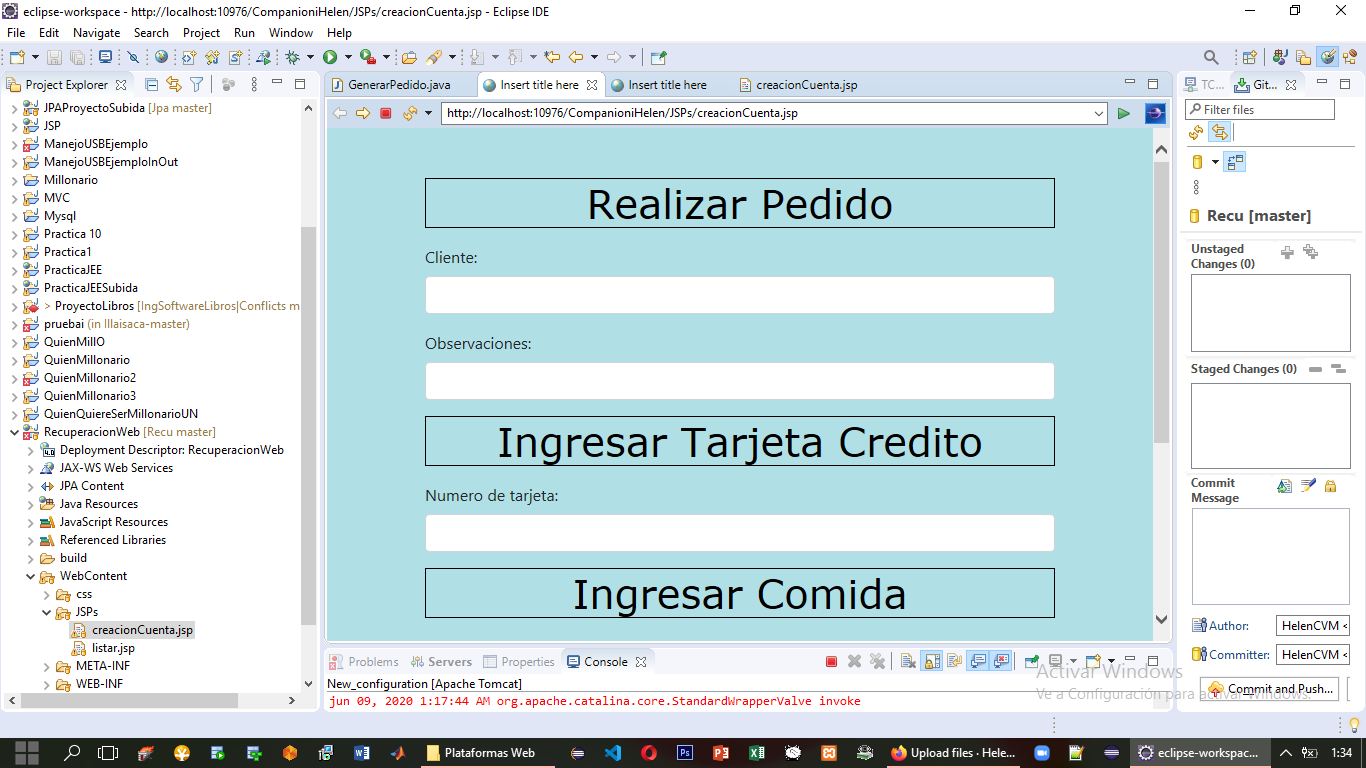 eclipse-workspace - http://localhost:10976/CompanioniHelen/JSPs/creacionCuenta.jsp - Eclipse IDE
File Edit Navigate Search Project Run Window Help
Project Explorer
JPAProyectoSubida [Jpa master]
JSP
ManejoUSBEjemplo
ManejoUSBEjemploInOut
Millonario
MVC
Mysql
Practica 10
Practica1
PracticaJEE
PracticaJEESubida
> ProyectoLibros [IngSoftwareLibros|Conflicts m
pruebai (in Illaisaca-master)
QuienMillO
QuienMillonario
QuienMillonario2
QuienMillonario3
QuienQuiereSerMillonarioUN
RecuperacionWeb [Recu master]
Deployment Descriptor: RecuperacionWeb
JAX-WS Web Services
JPA Content
Java Resources
JavaScript Resources
Referenced Libraries
build
WebContent
css
JSPs
creacionCuenta.jsp
listar.jsp
META-INF
WEB-INF
GenerarPedido.java Insert title here Insert title here creacionCuenta.jsp
http://localhost:10976/CompanioniHelen/JSPs/creacionCuenta.jsp
Realizar Pedido
Cliente:
Observaciones:
Ingresar Tarjeta Credito
Numero de tarjeta:
Ingresar Comida
Problems Servers Properties Console
New_configuration [Apache Tomcat]
jun 09, 2020 1:17:44 AM org.apache.catalina.core.StandardWrapperValve invoke
TC... Git...
Filter files
Recu [master]
Unstaged
Changes (0)
Staged Changes (0)
Commit
Message
Author: HelenCVM <
Committer: HelenCVM <
Commit and Push...
Activar Windows
Ve a Configuración para activar Windows.
Plataformas Web
Upload files · Hele...
eclipse-workspac...
1:34